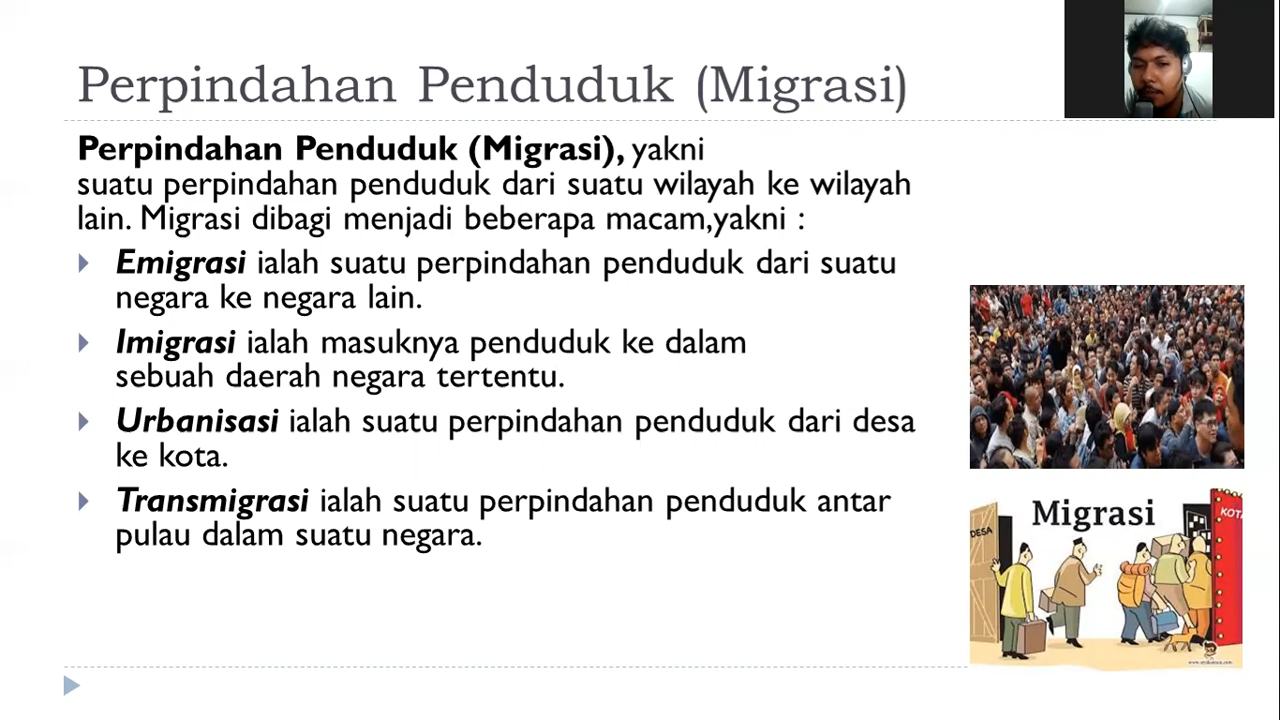 Perpindahan Penduduk (Migrasi)
Perpindahan Penduduk (Migrasi), yakni
suatu perpindahan penduduk dari suatu wilayah ke wilayah
lain. Migrasi dibagi menjadi beberapa macam,yakni :
Emigrasi ialah suatu perpindahan penduduk dari suatu
negara ke negara lain.
Imigrasi ialah masuknya penduduk ke dalam
sebuah daerah negara tertentu.
Urbanisasi ialah suatu perpindahan penduduk dari desa
ke kota.
Transmigrasi ialah suatu perpindahan penduduk antar
pulau dalam suatu negara.
Migrasi
DESA
KOTA